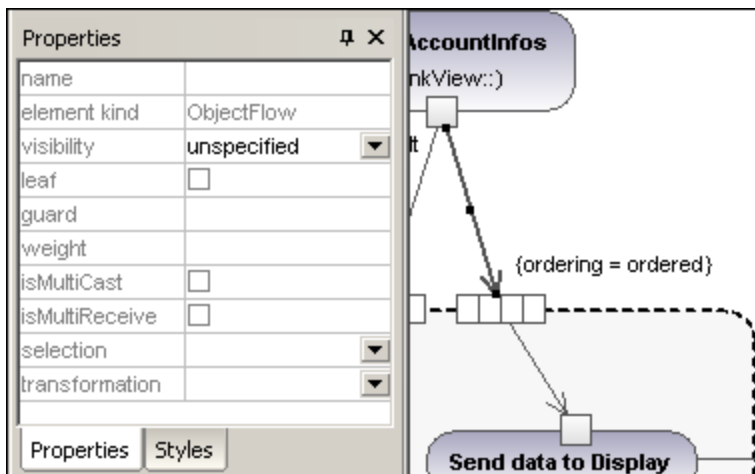 Properties
name
element kind ObjectFlow
visibility unspecified
leaf
guard
weight
isMultiCast
isMultiReceive
selection
transformation
Properties Styles
AccountInfos
nkView::)
lt
{ordering = ordered}
Send data to Display